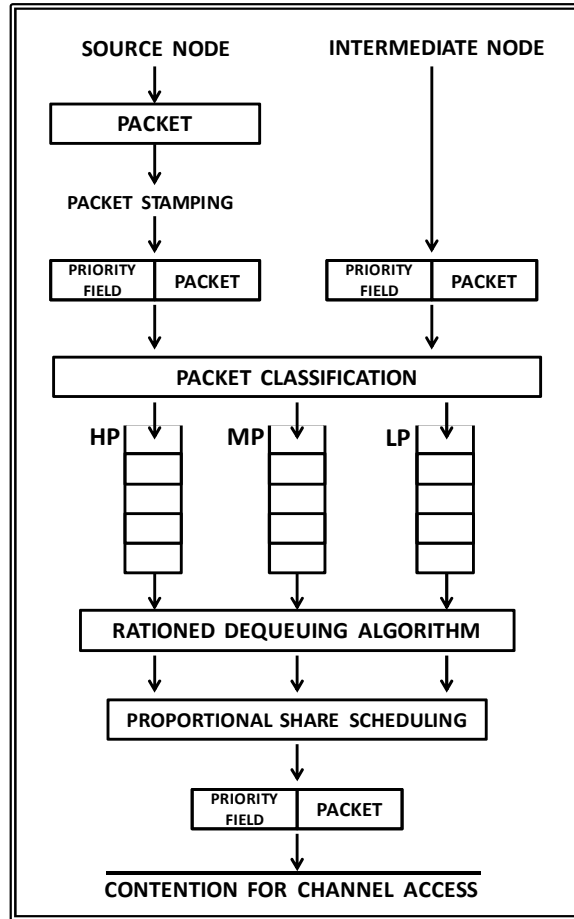 SOURCE NODE
INTERMEDIATE NODE
PACKET
PACKET STAMPING
PRIORITY
FIELD
PACKET
PRIORITY
FIELD
PACKET
PACKET CLASSIFICATION
HP
MP
LP
RATIONED DEQUEUING ALGORITHM
PROPORTIONAL SHARE SCHEDULING
PRIORITY
FIELD
PACKET
CONTENTION FOR CHANNEL ACCESS